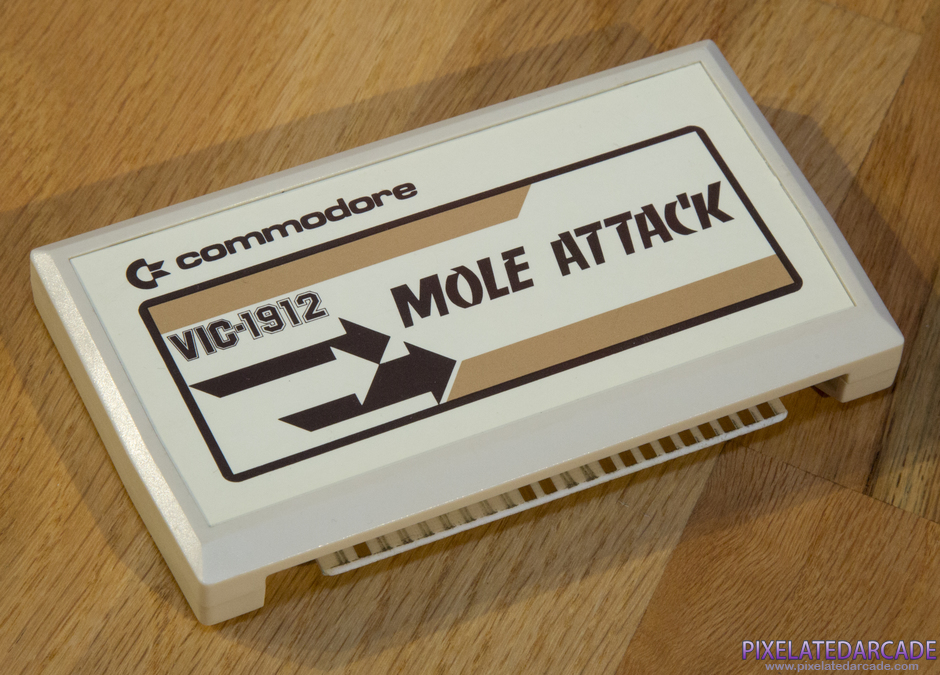 commodore
VIC-1912
MOLE ATTACK
PIXELATEDARCADE
www.pixelatedarcade.com